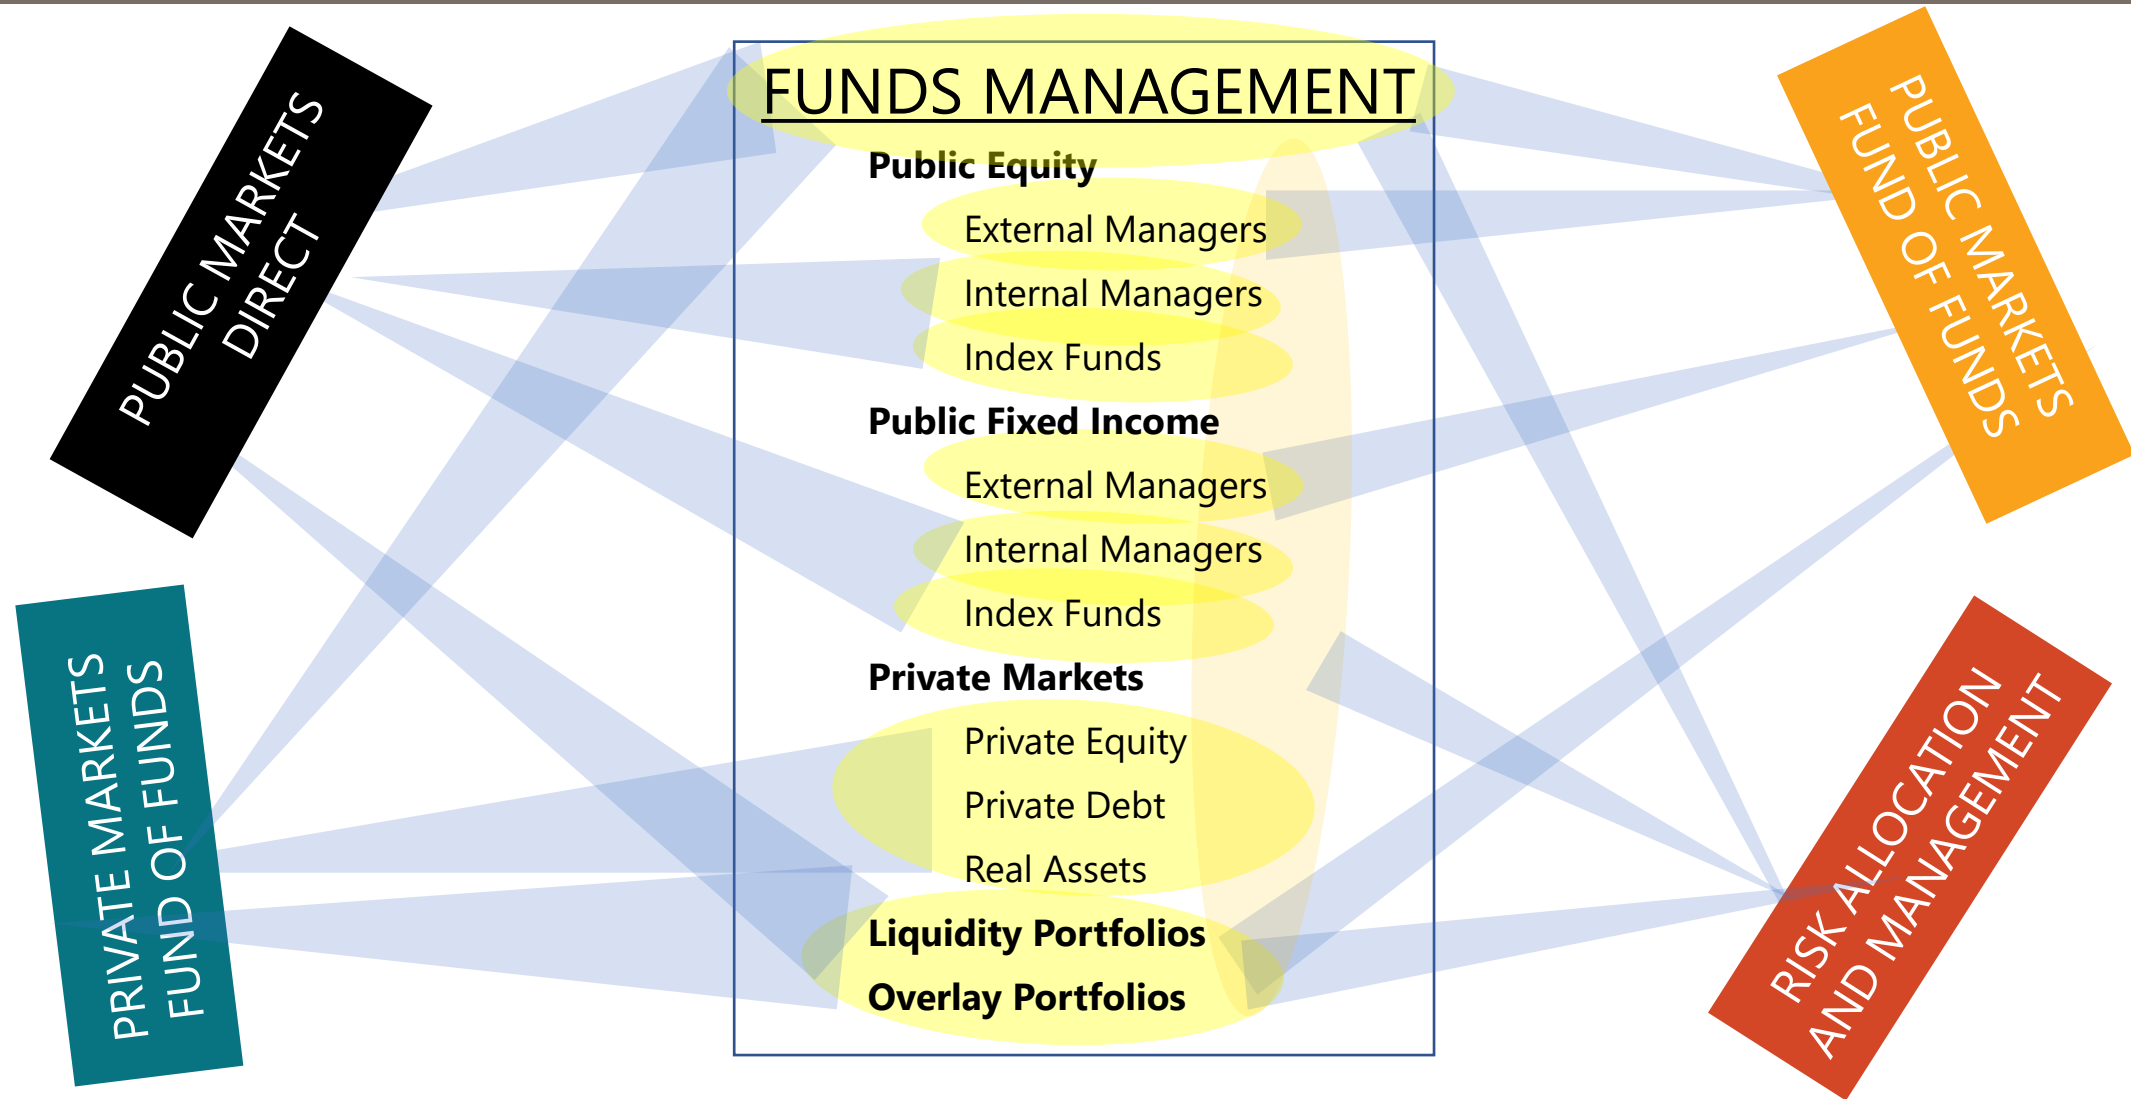 PUBLIC MARKETS
DIRECT
PRIVATE MARKETS
FUND OF FUNDS
FUNDS MANAGEMENT
Public Equity
External Managers
Internal Managers
Index Funds
Public Fixed Income
External Managers
Internal Managers
Index Funds
Private Markets
Private Equity
Private Debt
Real Assets
Liquidity Portfolios
Overlay Portfolios
PUBLIC MARKETS
FUND OF FUNDS
RISK ALLOCATION
AND MANAGEMENT